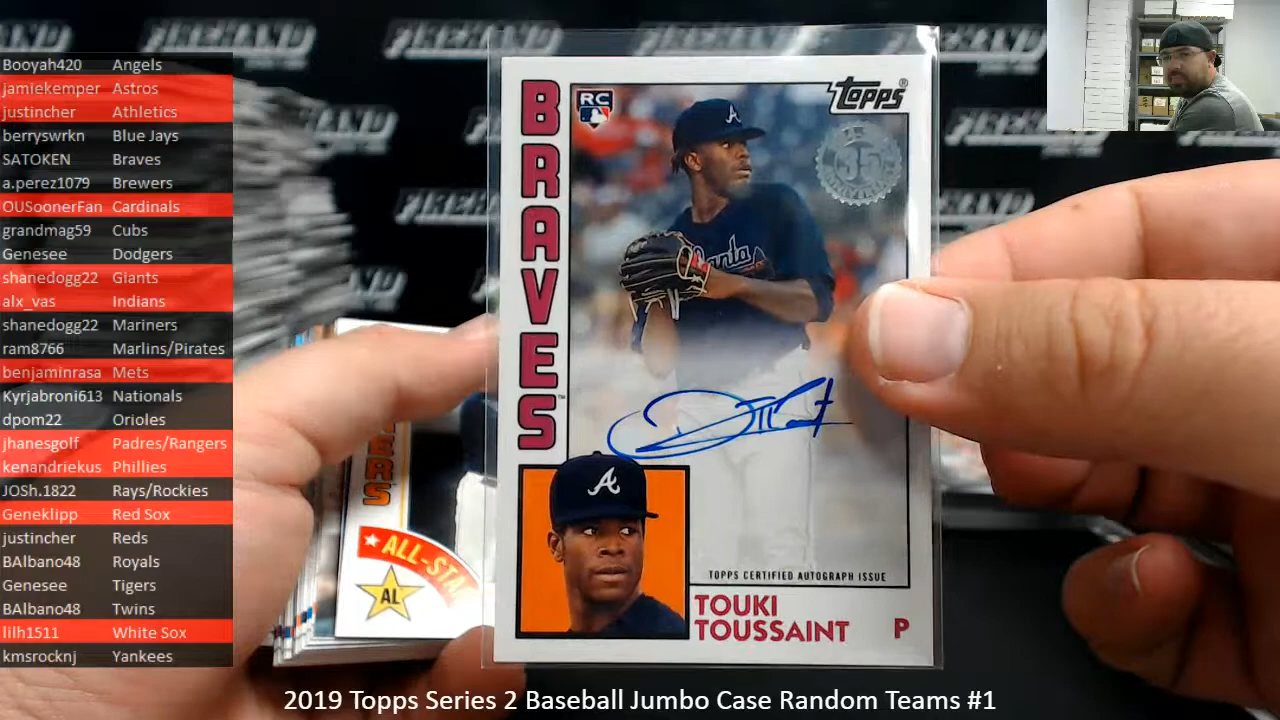 Booyah420 Angels
jamiekemper Astros
justincher Athletics
berryswrkn Blue Jays
SATOKEN Braves
a.perez1079 Brewers
OUSoonerFan Cardinals
grandmag59 Cubs
Genesee Dodgers
shanedogg22 Giants
alx_vas Indians
shanedogg22 Mariners
ram8766 Marlins/Pirates
benjaminrasa Mets
Kyrjabroni613 Nationals
dpom22 Orioles
jhanesgolf Padres/Rangers
kenandriekus Phillies
JOSh.1822 Rays/Rockies
Geneklipp Red Sox
justincher Reds
BAlbano48 Royals
Genesee Tigers
BAlbano48 Twins
lilh1511 White Sox
kmsrocknj Yankees
FIREHAND
BRAVES
RC
Topps®
35
A
A
TOPPS CERTIFIED AUTOGRAPH ISSUE
TOUKI
TOUSSAINT P
ALL-STA
AL
2019 Topps Series 2 Baseball Jumbo Case Random Teams #1